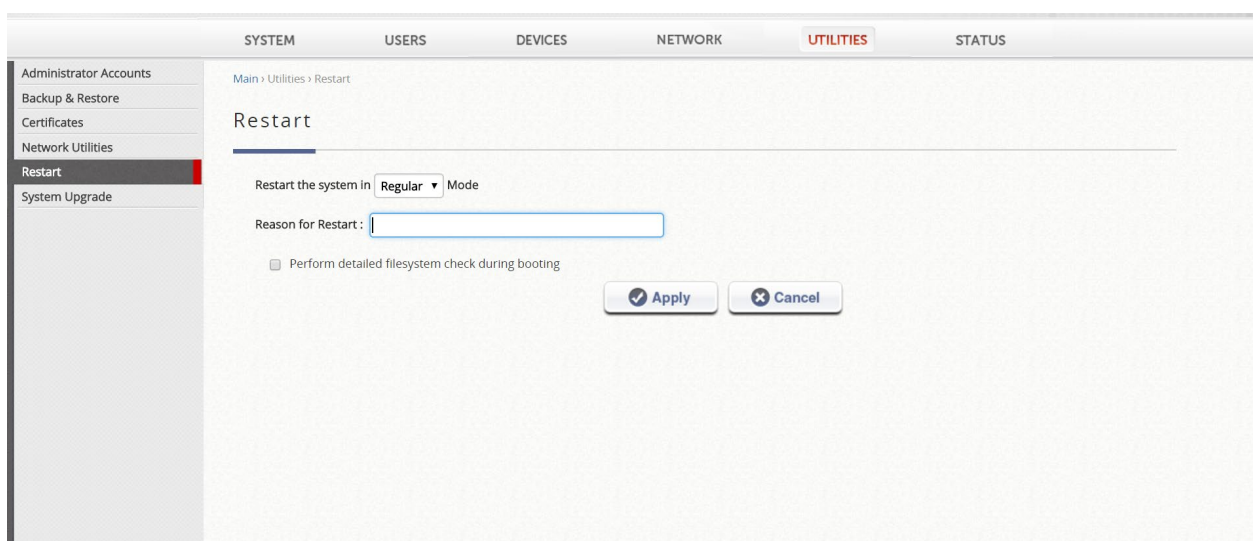 SYSTEM USERS DEVICES NETWORK UTILITIES STATUS
Administrator Accounts
Backup & Restore
Certificates
Network Utilities
Restart
System Upgrade
Main › Utilities › Restart
Restart
Restart the system in Regular ▼ Mode
Reason for Restart :
Perform detailed filesystem check during booting
Apply Cancel